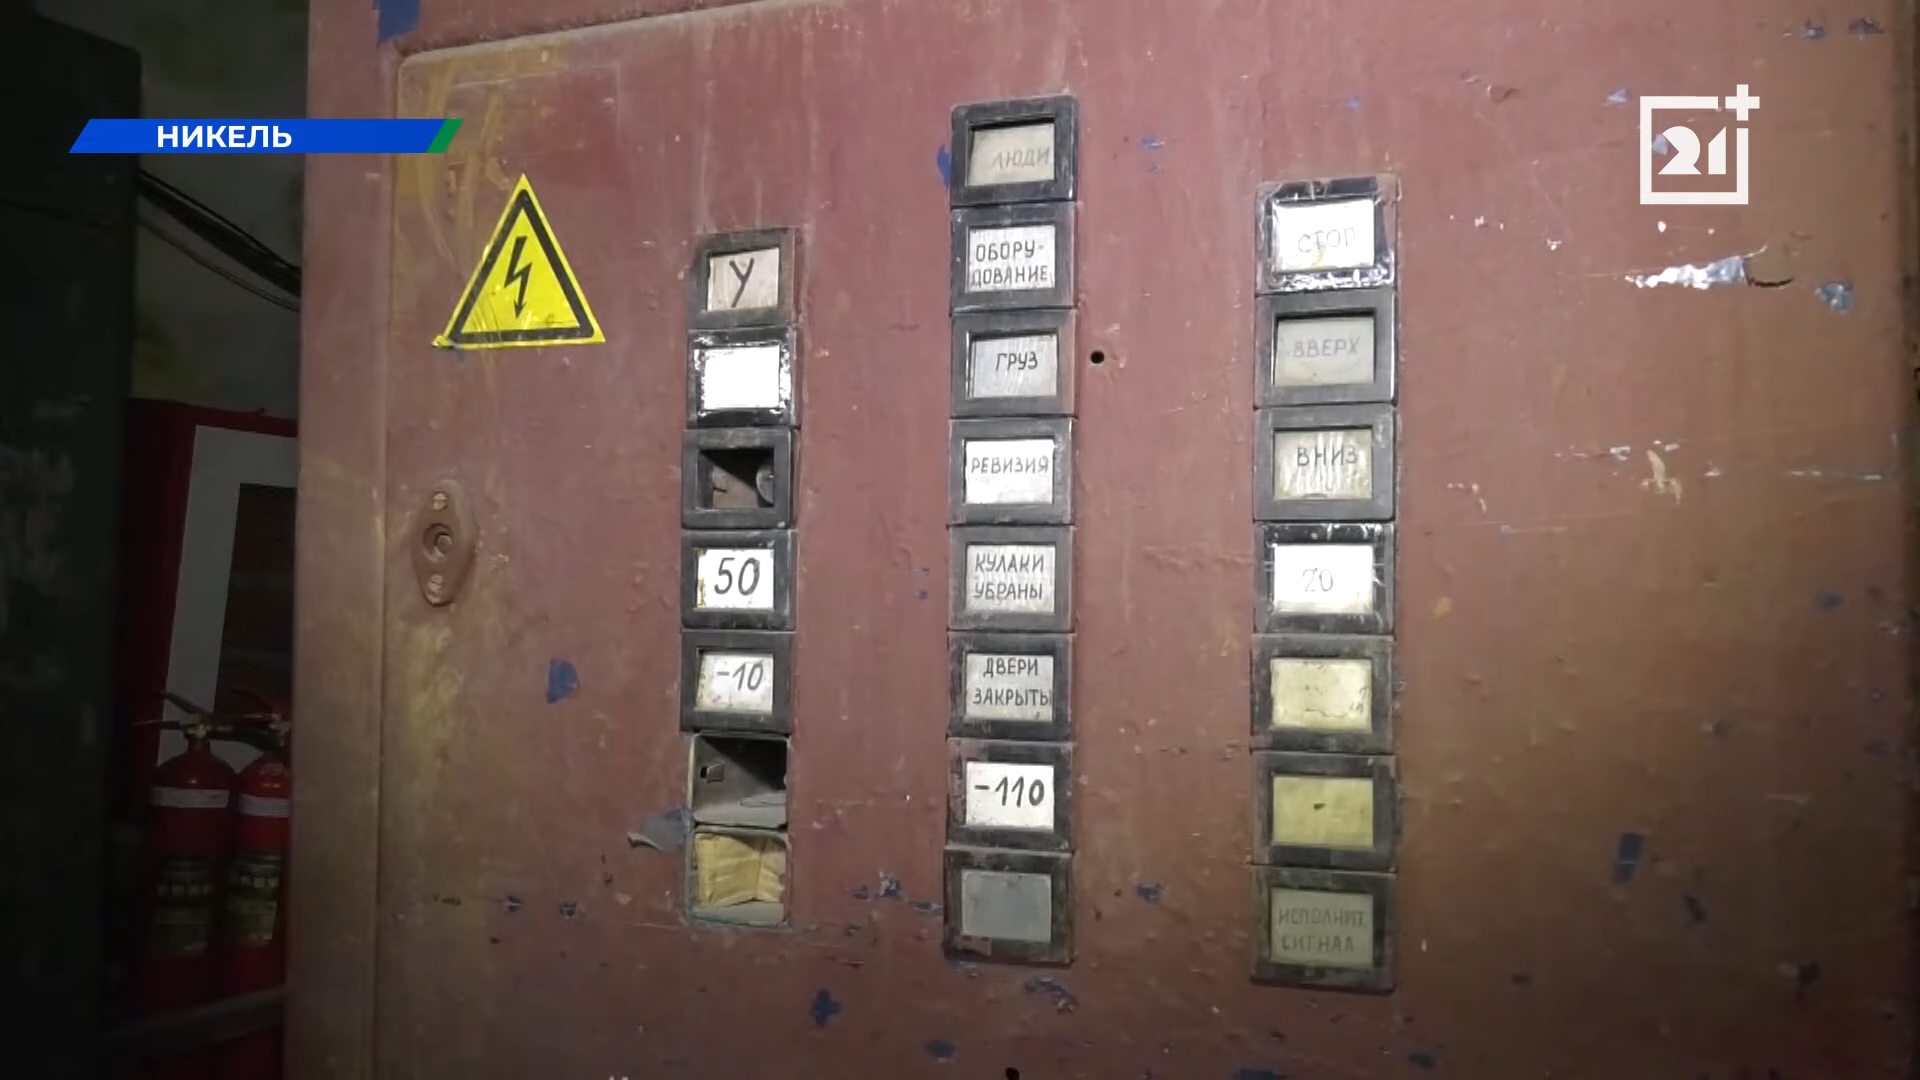 НИКЕЛЬ
21+
У
50
-10
ЛЮДИ
ОБОРУ-
ДОВАНИЕ
ГРУЗ
РЕВИЗИЯ
КУЛАКИ
УБРАНЫ
ДВЕРИ
ЗАКРЫТЫ
-110
СТОП
ВВЕРХ
ВНИЗ
20
ИСПОЛНИТ.
СИГНАЛ